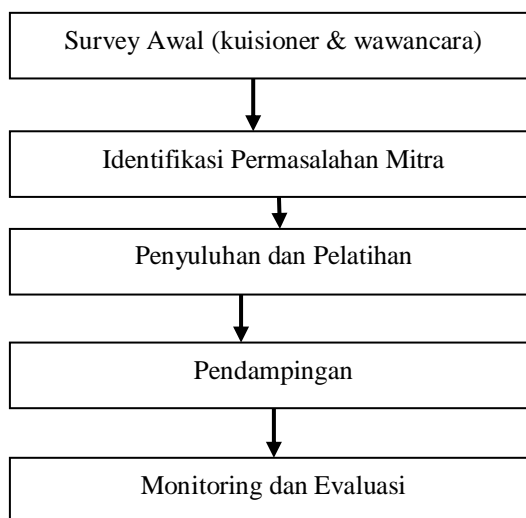 Survey Awal (kuisioner & wawancara)
Identifikasi Permasalahan Mitra
Penyuluhan dan Pelatihan
Pendampingan
Monitoring dan Evaluasi